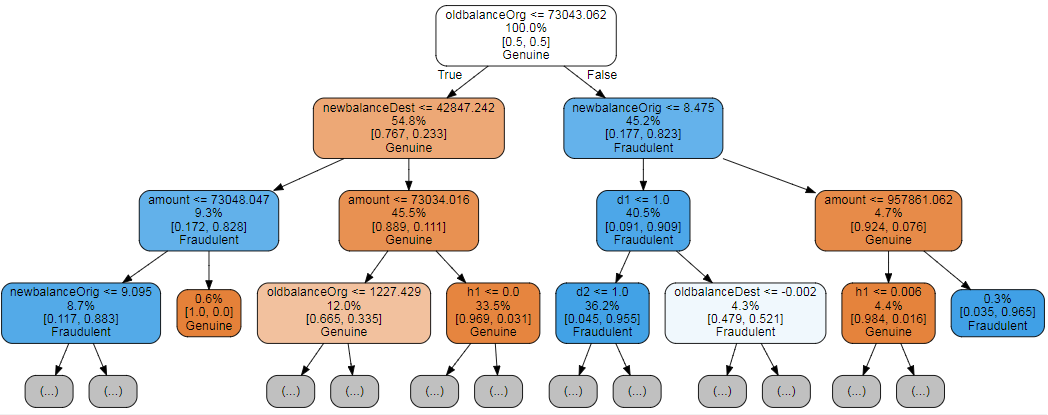 oldbalanceOrg <= 73043.062
100.0%
[0.5, 0.5]
Genuine
True
False
newbalanceDest <= 42847.242
54.8%
[0.767, 0.233]
Genuine
newbalanceOrig <= 8.475
45.2%
[0.177, 0.823]
Fraudulent
amount <= 73048.047
9.3%
[0.172, 0.828]
Fraudulent
amount <= 73034.016
45.5%
[0.889, 0.111]
Genuine
d1 <= 1.0
40.5%
[0.091, 0.909]
Fraudulent
amount <= 957861.062
4.7%
[0.924, 0.076]
Genuine
newbalanceOrig <= 9.095
8.7%
[0.117, 0.883]
Fraudulent
0.6%
[1.0, 0.0]
Genuine
oldbalanceOrg <= 1227.429
12.0%
[0.665, 0.335]
Genuine
h1 <= 0.0
33.5%
[0.969, 0.031]
Genuine
d2 <= 1.0
36.2%
[0.045, 0.955]
Fraudulent
oldbalanceDest <= -0.002
4.3%
[0.479, 0.521]
Fraudulent
h1 <= 0.006
4.4%
[0.984, 0.016]
Genuine
0.3%
[0.035, 0.965]
Fraudulent
(...)
(...)
(...)
(...)
(...)
(...)
(...)
(...)
(...)
(...)
(...)
(...)